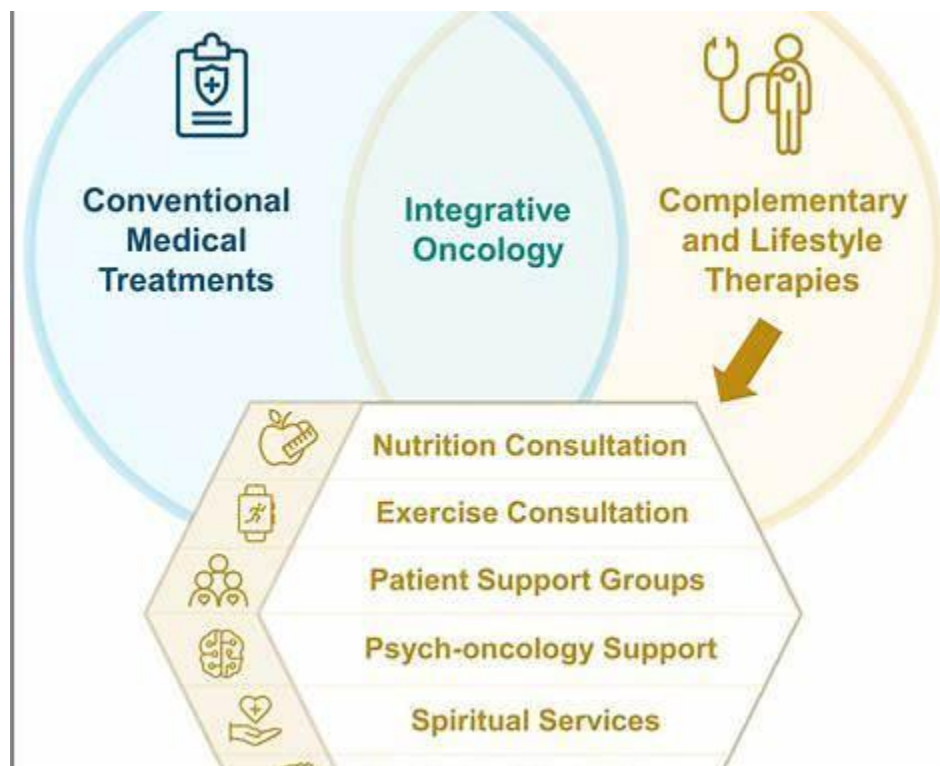 Conventional
Medical
Treatments
Integrative
Oncology
Complementary
and Lifestyle
Therapies
Nutrition Consultation
Exercise Consultation
Patient Support Groups
Psych-oncology Support
Spiritual Services